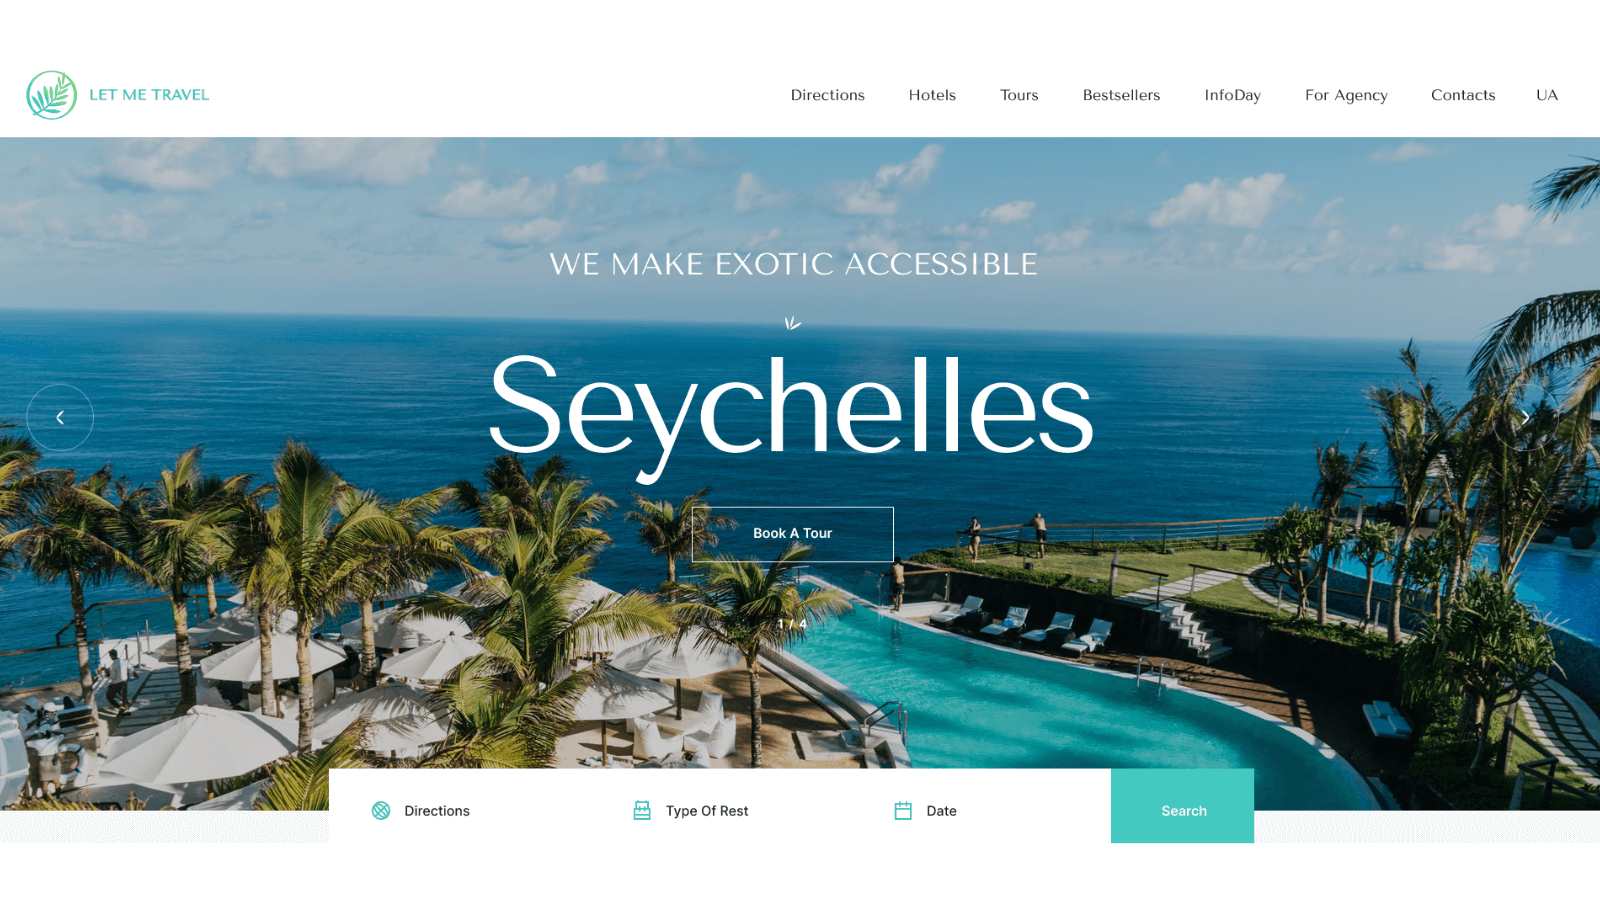 LET ME TRAVEL
Directions Hotels Tours Bestsellers InfoDay For Agency Contacts UA
WE MAKE EXOTIC ACCESSIBLE
Seychelles
Book A Tour
1 / 4
Directions Type Of Rest Date Search